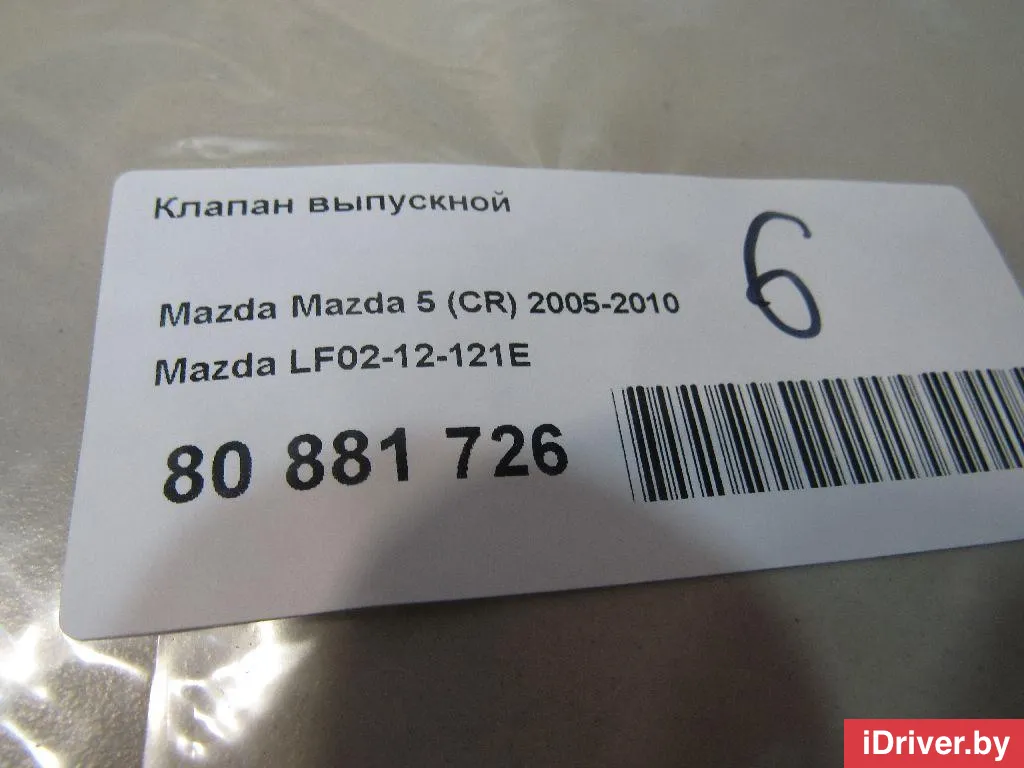 Клапан выпускной
6
Mazda Mazda 5 (CR) 2005-2010
Mazda LF02-12-121E
80 881 726
iDriver.by